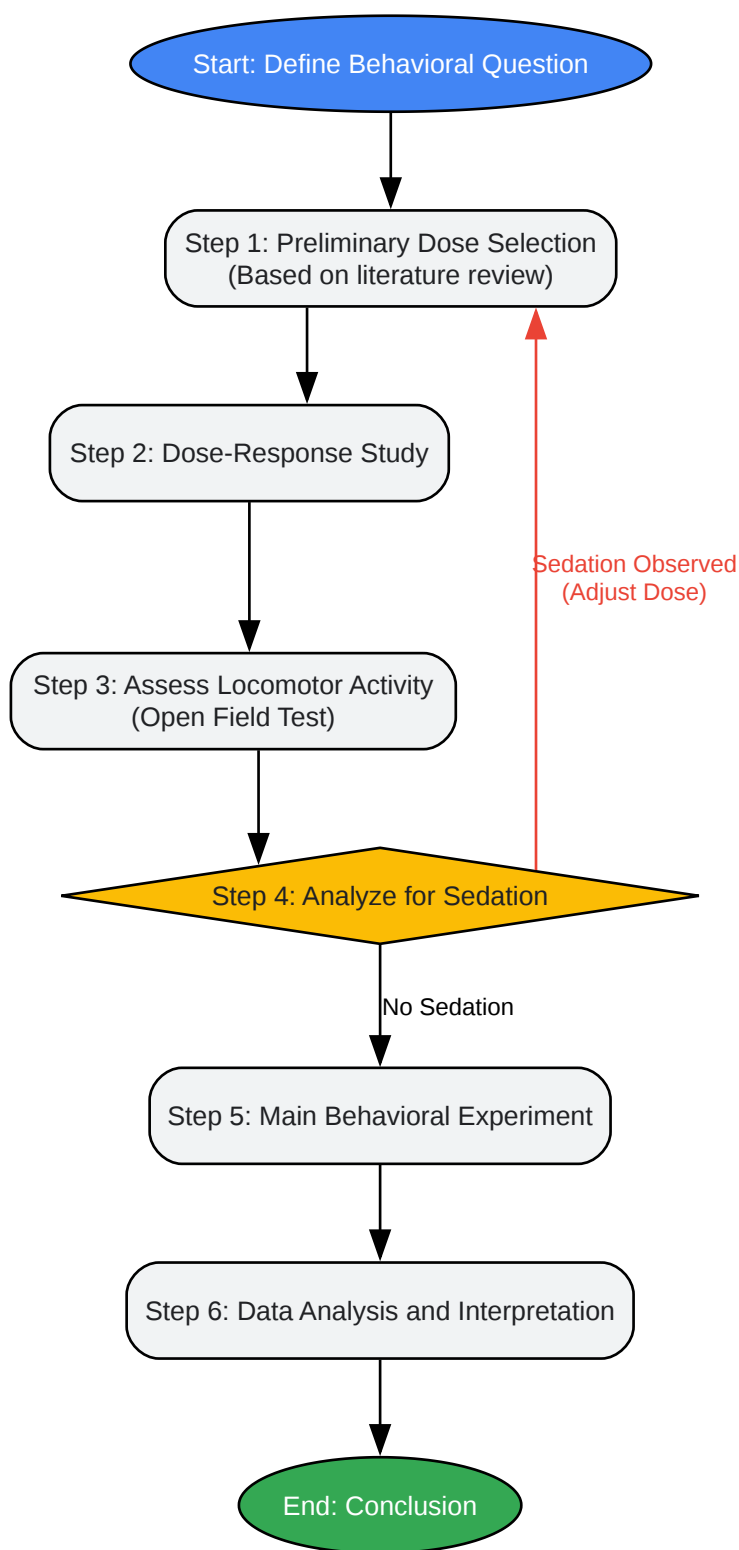 Start: Define Behavioral Question
Step 1: Preliminary Dose Selection
(Based on literature review)
Step 2: Dose-Response Study
Sedation Observed
(Adjust Dose)
Step 3: Assess Locomotor Activity
(Open Field Test)
Step 4: Analyze for Sedation
No Sedation
Step 5: Main Behavioral Experiment
Step 6: Data Analysis and Interpretation
End: Conclusion